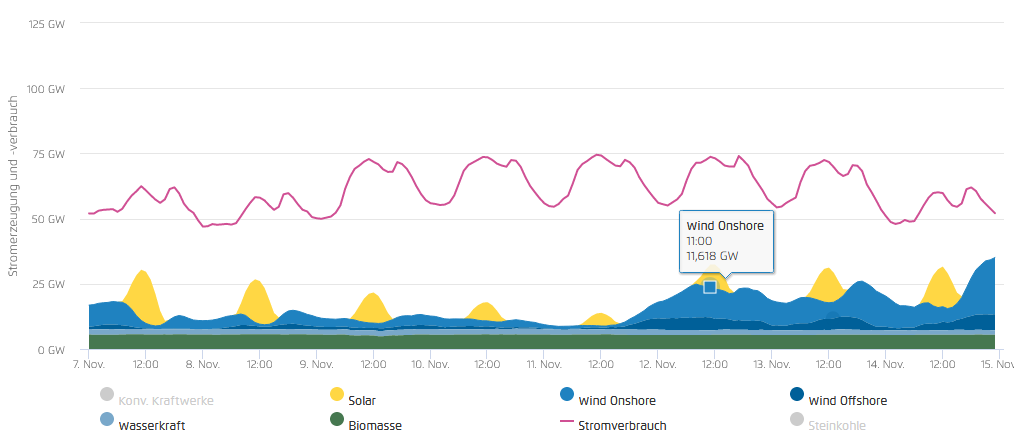 125 GW
100 GW
75 GW
50 GW
25 GW
0 GW
Stromerzeugung und -verbrauch
Wind Onshore
11:00
11,618 GW
7. Nov. 12:00 8. Nov. 12:00 9. Nov. 12:00 10. Nov. 12:00 11. Nov. 12:00 12. Nov. 12:00 13. Nov. 12:00 14. Nov. 12:00 15. Nov
Konv. Kraftwerke Solar Wind Onshore Wind Offshore
Wasserkraft Biomasse Stromverbrauch Steinkohle